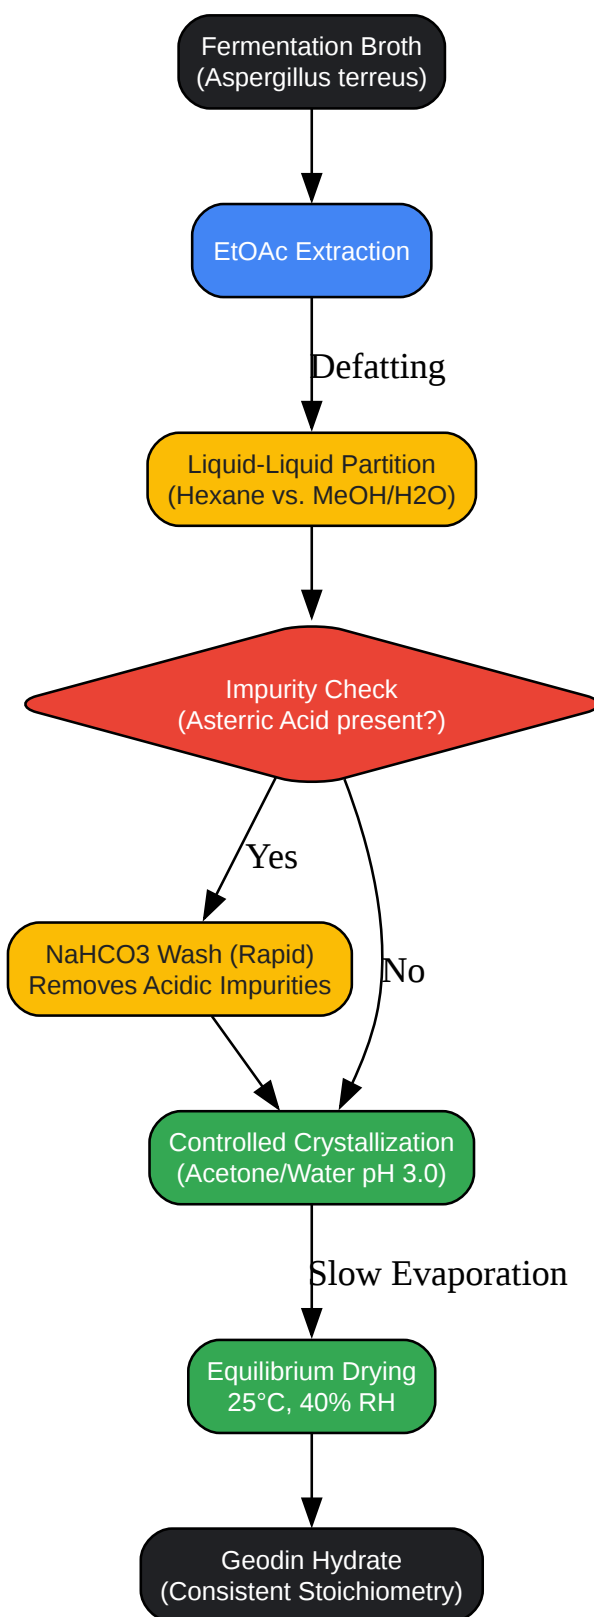 Fermentation Broth
(Aspergillus terreus)
EtOAc Extraction
Defatting
Liquid-Liquid Partition
(Hexane vs. MeOH/H2O)
Impurity Check
(Asterric Acid present?)
Yes
NaHCO3 Wash (Rapid)
Removes Acidic Impurities
No
Controlled Crystallization
(Acetone/Water pH 3.0)
Slow Evaporation
Equilibrium Drying
25°C, 40% RH
Geodin Hydrate
(Consistent Stoichiometry)